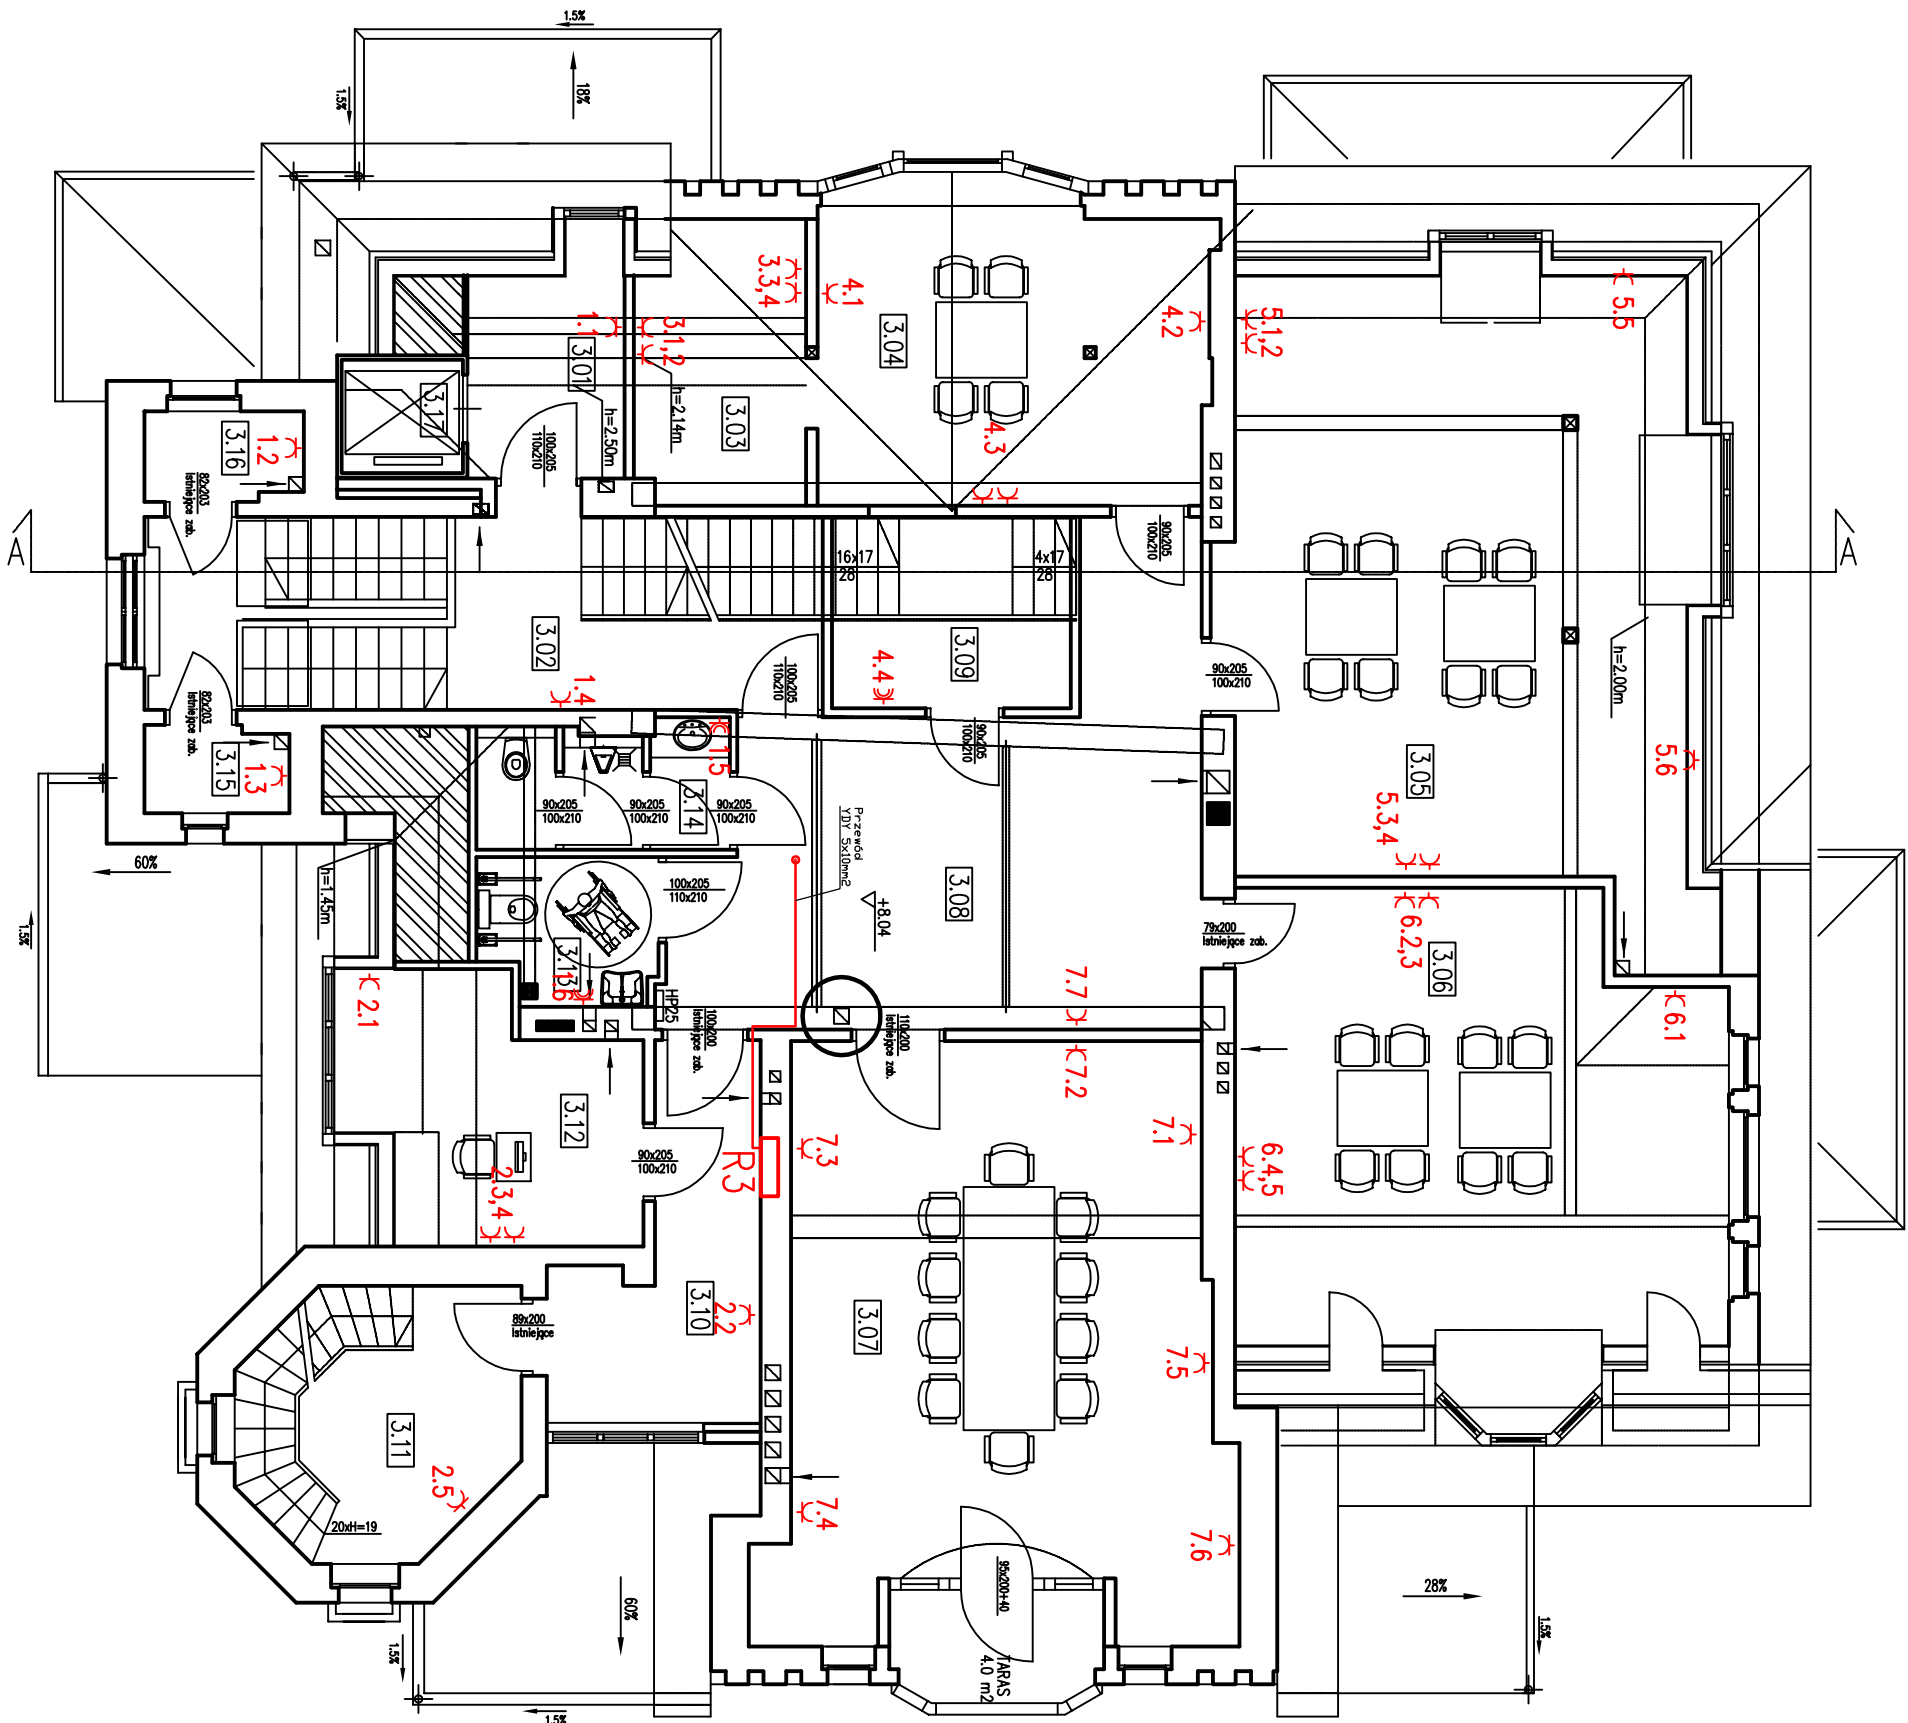 1.5%
18%
1.5%
3.3,4
4.1
3.04
4.2
5.1,2
5.5
1.1
3.1,2
3.01
3.17
h=2.14m
h=2.50m
3.03
4.3
3.16
1.2
100x205
110x210
82x203
istniejące zab.
A
16x17
28
4x17
28
90x205
100x210
A
3.02
1.4
4.4
3.09
100x205
110x205
90x205
100x210
h=2.00m
82x203
istniejące zab.
3.15
1.3
1.5
90x205
100x210
3.05
5.6
5.3,4
3.14
90x205
100x210
90x205
100x210
90x205
100x210
Przewód
YDY 5x10mm2
60%
h=1.45m
1.5%
100x205
110x210
+8.04
3.08
79x200
istniejące zab.
6.2,3
3.06
3.13
1.6
2.1
HP25
100x200
istniejące zab.
110x200
istniejące zab.
7.7
7.2
6.1
3.12
7.1
7.3
6.4,5
90x205
100x210
R3
2.3,4
3.10
2.2
3.07
7.5
89x200
istniejące
3.11
2.5
20xH=19
7.4
7.6
95x200+40
60%
28%
1.5%
1.5%
1.5%
TARAS
4.0 m2